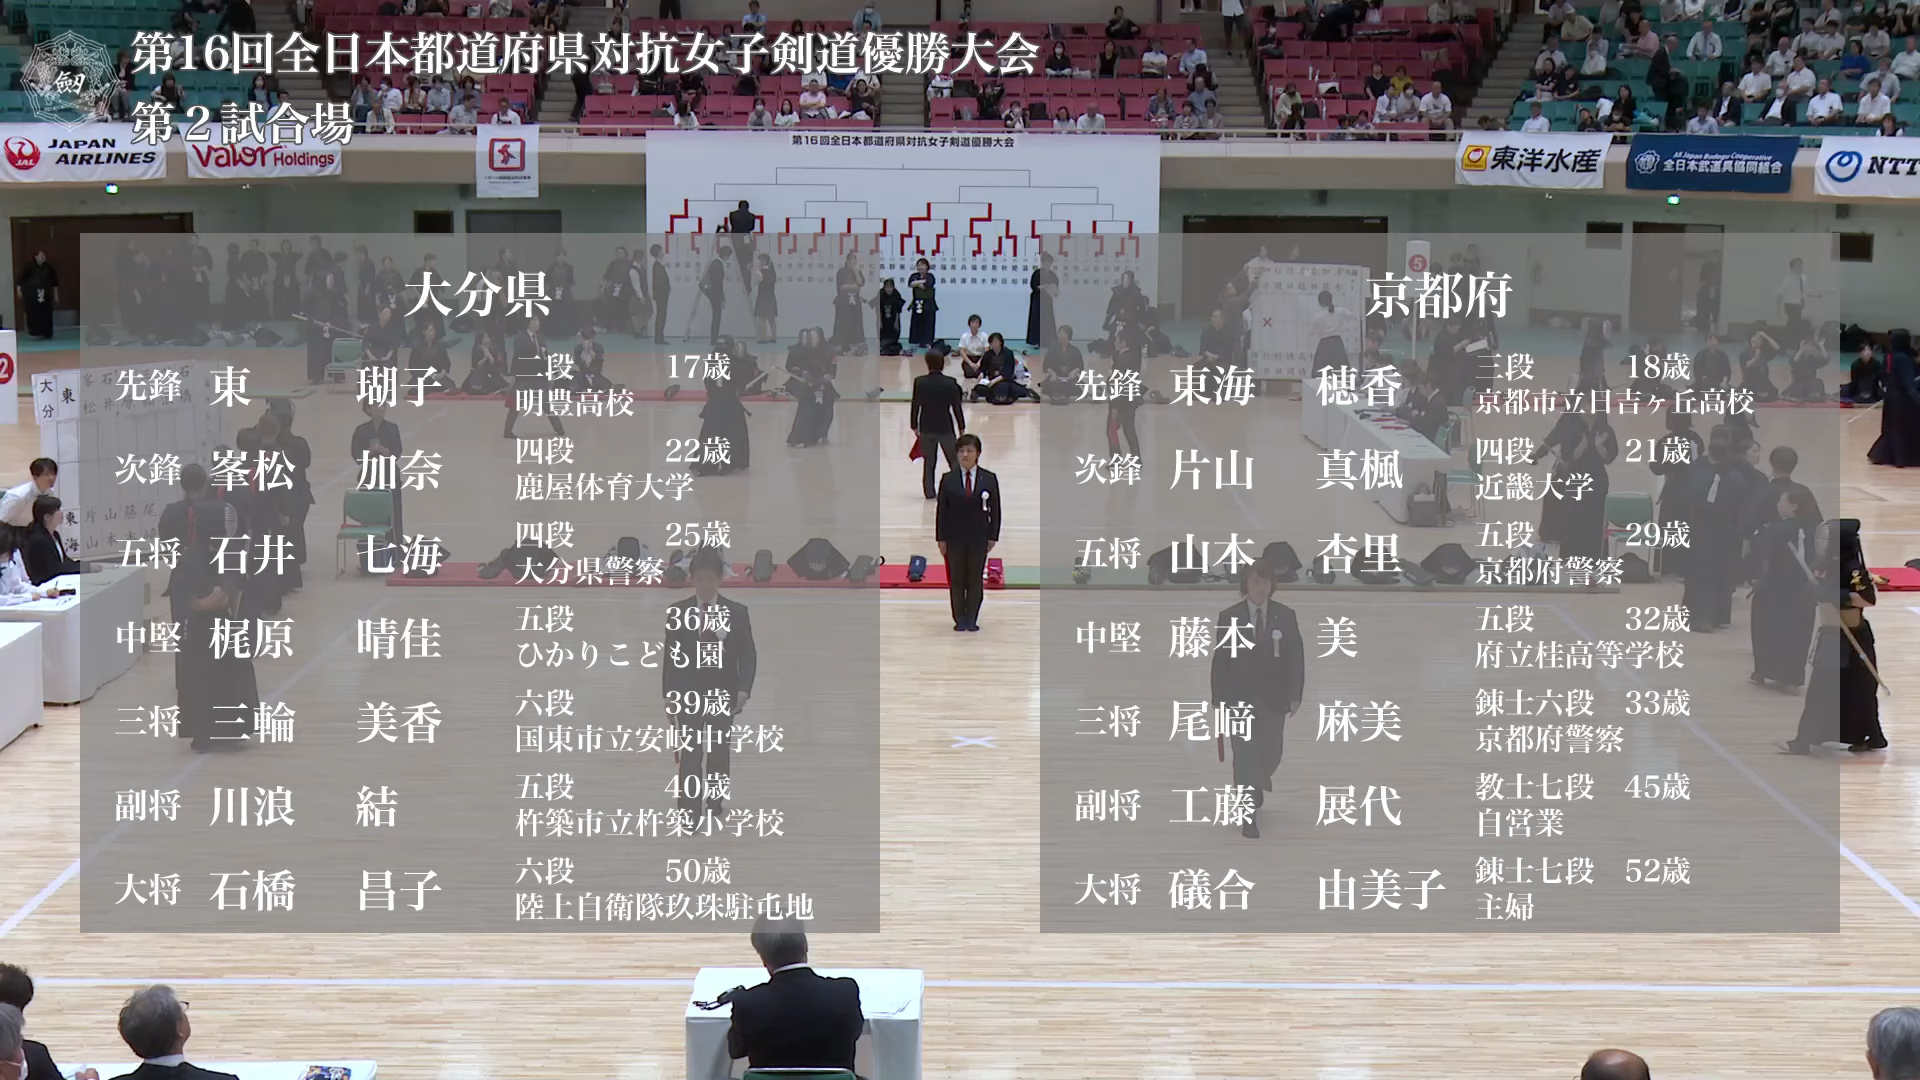 第16回全日本都道府県対抗女子剣道優勝大会
第２試合場
JAPAN AIRLINES
JAL
Valor Holdings
第16回全日本都道府県対抗女子剣道優勝大会
東洋水産
All Japan Budogu Cooperative
全日本武道具協同組合
NTT
大分県
先鋒 東 瑚子 二段 17歳
明豊高校
次鋒 峯松 加奈 四段 22歳
鹿屋体育大学
五将 石井 七海 四段 25歳
大分県警察
中堅 梶原 晴佳 五段 36歳
ひかりこども園
三将 三輪 美香 六段 39歳
国東市立安岐中学校
副将 川浪 結 五段 40歳
杵築市立杵築小学校
大将 石橋 昌子 六段 50歳
陸上自衛隊玖珠駐屯地
京都府
先鋒 東海 穂香 三段 18歳
京都市立日吉ヶ丘高校
次鋒 片山 真楓 四段 21歳
近畿大学
五将 山本 杏里 五段 29歳
京都府警察
中堅 藤本 美 五段 32歳
府立桂高等学校
三将 尾﨑 麻美 錬士六段 33歳
京都府警察
副将 工藤 展代 教士七段 45歳
自営業
大将 礒合 由美子 錬士七段 52歳
主婦